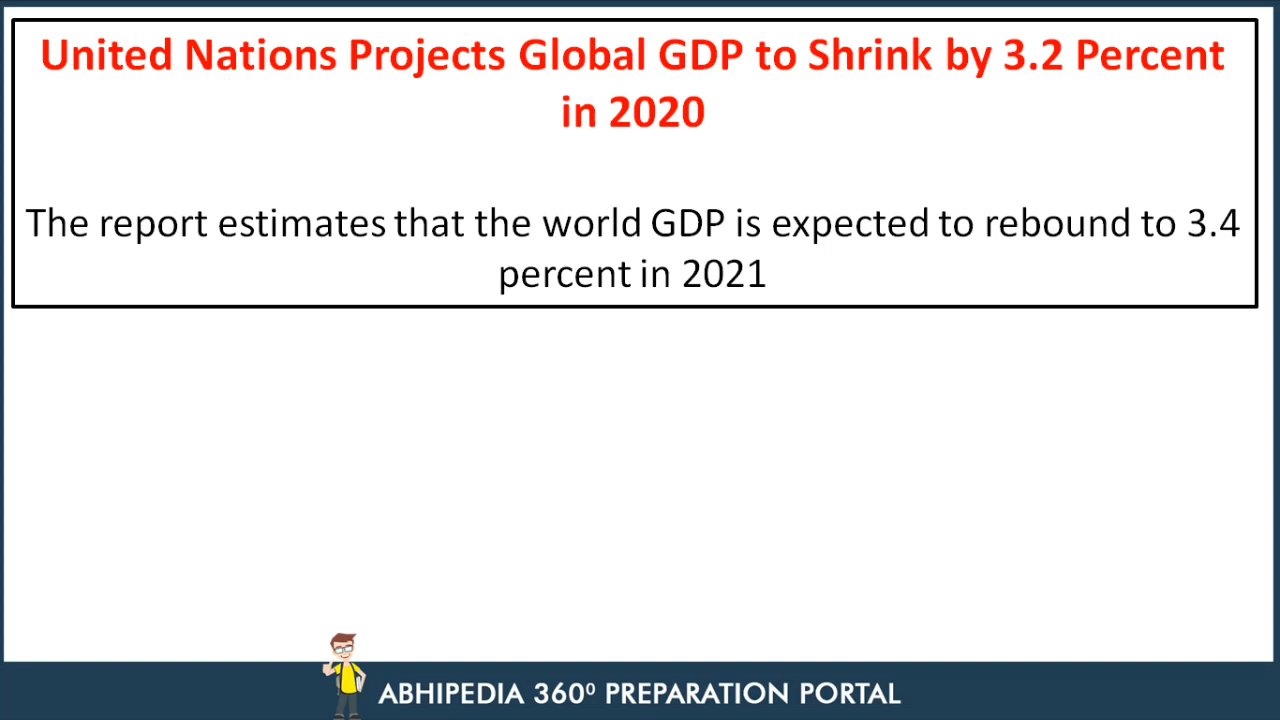 United Nations Projects Global GDP to Shrink by 3.2 Percent
in 2020
The report estimates that the world GDP is expected to rebound to 3.4
percent in 2021
ABHIPEDIA 360⁰ PREPARATION PORTAL